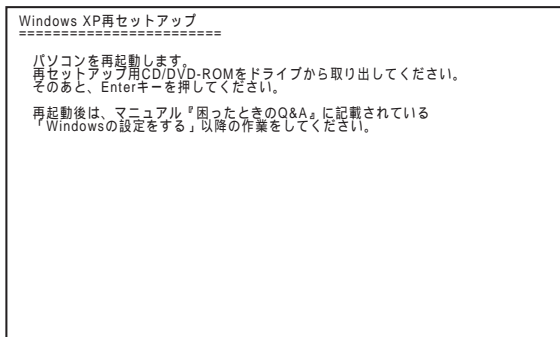 Windows XP再セットアップ
========================
パソコンを再起動します。
再セットアップ用CD/DVD-ROMをドライブから取り出してください。
そのあと、Enterキーを押してください。
再起動後は、マニュアル『困ったときのQ&A』に記載されている
「Windowsの設定をする」以降の作業をしてください。